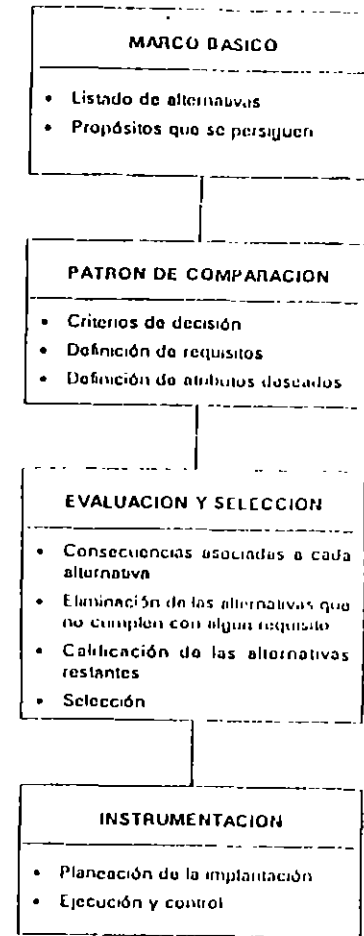 MARCO BASICO
• Listado de alternativas
• Propósitos que se persiguen
PATRON DE COMPARACION
• Criterios de decisión
• Definición de requisitos
• Definición de atributos deseados
EVALUACION Y SELECCION
• Consecuencias asociadas a cada
alternativa
• Eliminación de las alternativas que
no cumplen con algun requisito
• Calificación de las alternativas
restantes
• Selección
INSTRUMENTACION
• Planeación de la implantación
• Ejecución y control